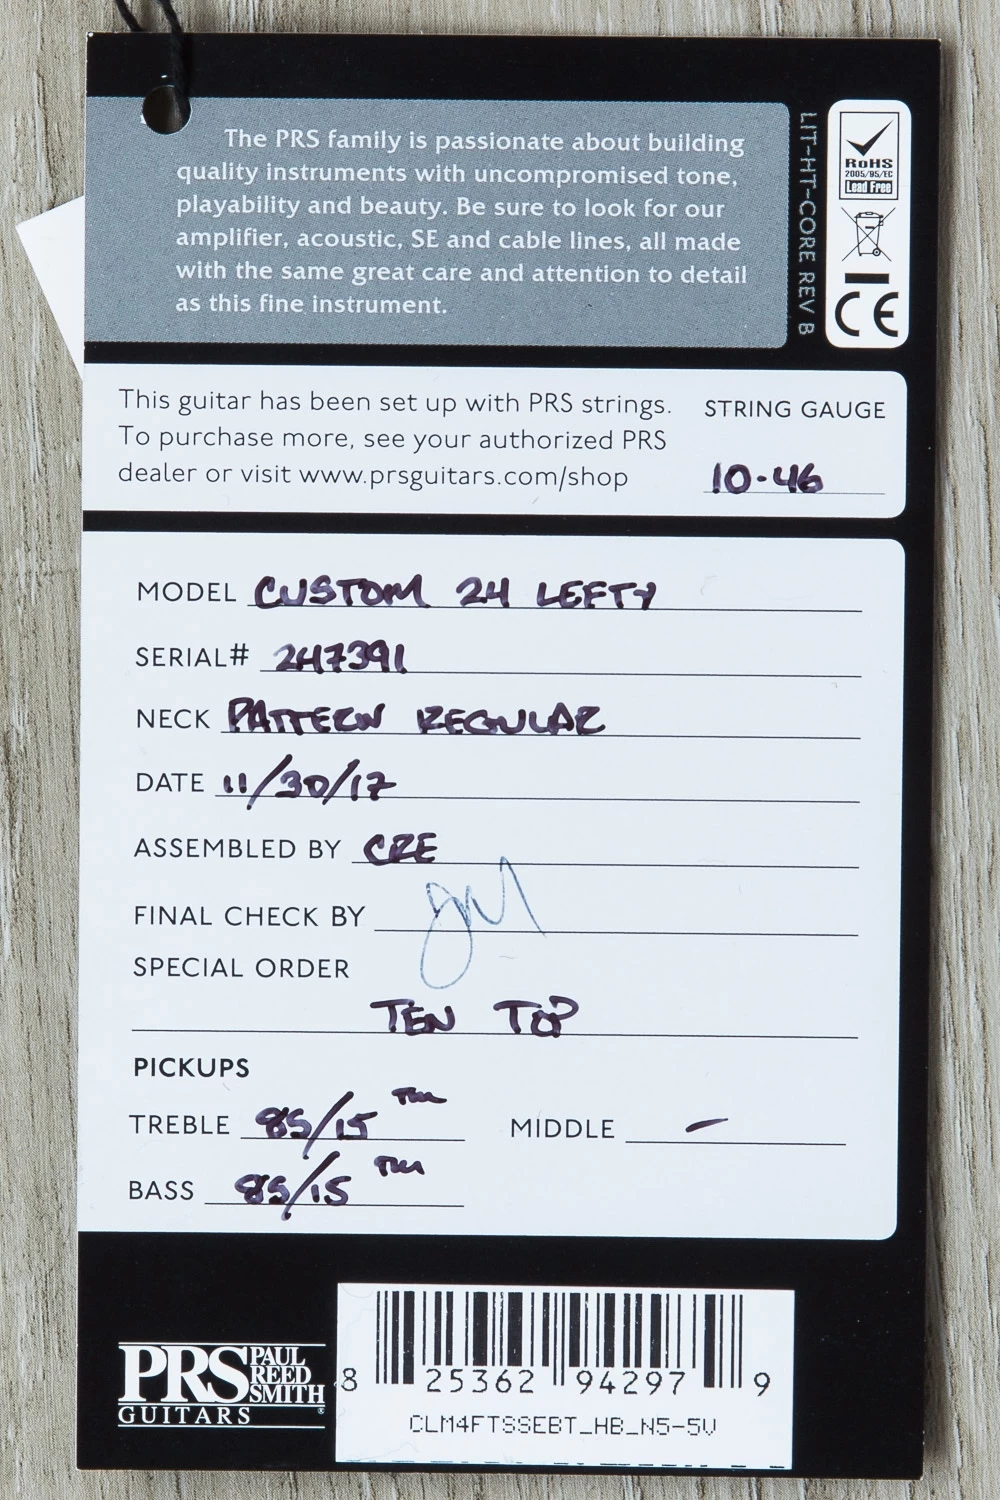 The PRS family is passionate about building
quality instruments with uncompromised tone,
playability and beauty. Be sure to look for our
amplifier, acoustic, SE and cable lines, all made
with the same great care and attention to detail
as this fine instrument.
LIT-HT-CORE REV B
RoHS
2005/95/EC
Lead Free
CE
This guitar has been set up with PRS strings.
To purchase more, see your authorized PRS
dealer or visit www.prsguitars.com/shop
STRING GAUGE
10-46
MODEL CUSTOM 24 LEFTY
SERIAL# 247391
NECK PATTERN REGULAR
DATE 11/30/17
ASSEMBLED BY CRE
FINAL CHECK BY
SPECIAL ORDER
TEN TOP
PICKUPS
TREBLE 85/15 TM MIDDLE -
BASS 85/15 TM
PRS PAUL REED SMITH
GUITARS ®
8 25362 94297 9
CLM4FTSSEBT_HB_N5-5V